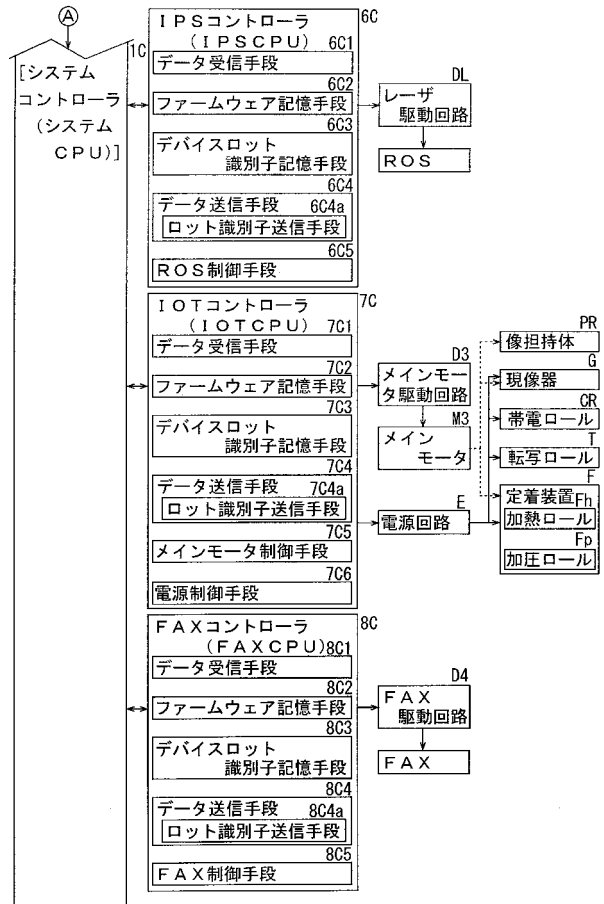 Ⓐ
1C
[システム
コントローラ
(システム
CPU)]
6C
IPSコントローラ
(IPSCPU)
6C1
データ受信手段
6C2
ファームウェア記憶手段
6C3
デバイスロット
識別子記憶手段
6C4
データ送信手段
6C4a
ロット識別子送信手段
6C5
ROS制御手段
DL
レーザ
駆動回路
ROS
7C
IOTコントローラ
(IOTCPU)
7C1
データ受信手段
7C2
ファームウェア記憶手段
7C3
デバイスロット
識別子記憶手段
7C4
データ送信手段
7C4a
ロット識別子送信手段
7C5
メインモータ制御手段
7C6
電源制御手段
D3
メインモー
タ駆動回路
M3
メイン
モータ
E
電源回路
PR
像担持体
G
現像器
CR
帯電ロール
T
転写ロール
F
定着装置
Fh
加熱ロール
Fp
加圧ロール
8C
FAXコントローラ
(FAXCPU)
8C1
データ受信手段
8C2
ファームウェア記憶手段
8C3
デバイスロット
識別子記憶手段
8C4
データ送信手段
8C4a
ロット識別子送信手段
8C5
FAX制御手段
D4
FAX
駆動回路
FAX